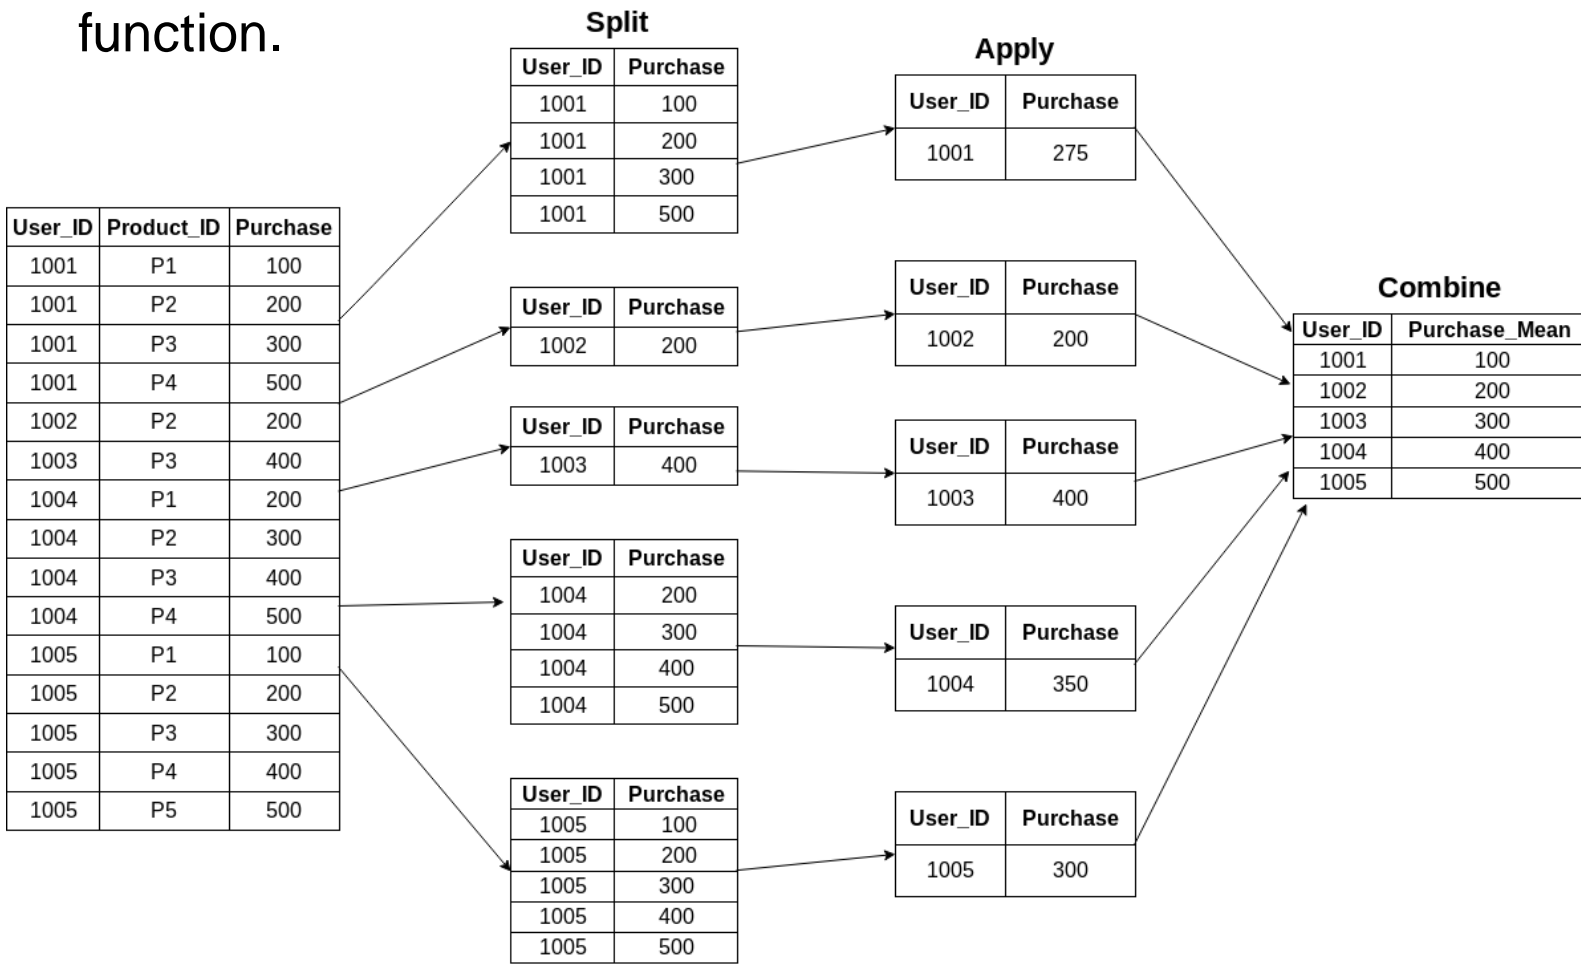 function.
User_ID Product_ID Purchase
1001 P1 100
1001 P2 200
1001 P3 300
1001 P4 500
1002 P2 200
1003 P3 400
1004 P1 200
1004 P2 300
1004 P3 400
1004 P4 500
1005 P1 100
1005 P2 200
1005 P3 300
1005 P4 400
1005 P5 500
Split
User_ID Purchase
1001 100
1001 200
1001 300
1001 500
User_ID Purchase
1002 200
User_ID Purchase
1003 400
User_ID Purchase
1004 200
1004 300
1004 400
1004 500
User_ID Purchase
1005 100
1005 200
1005 300
1005 400
1005 500
Apply
User_ID Purchase
1001 275
User_ID Purchase
1002 200
User_ID Purchase
1003 400
User_ID Purchase
1004 350
User_ID Purchase
1005 300
Combine
User_ID Purchase_Mean
1001 100
1002 200
1003 300
1004 400
1005 500